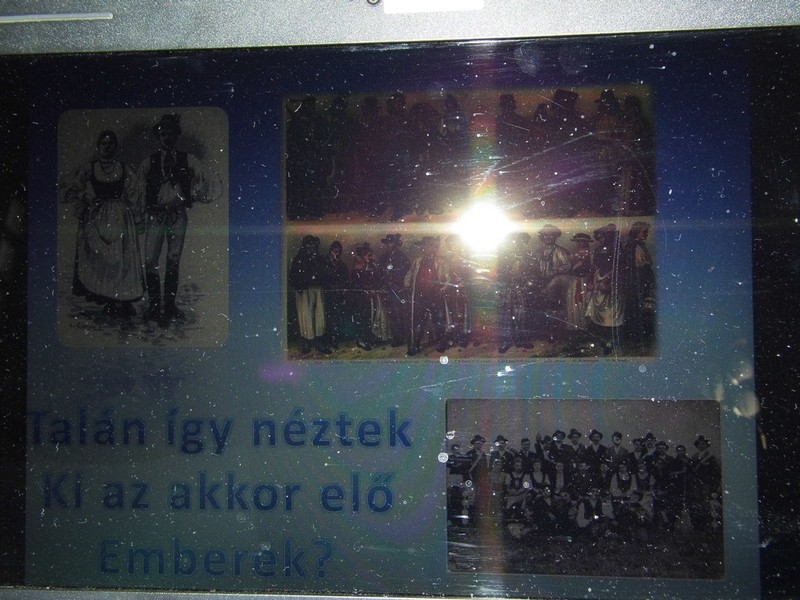 Talán így néztek
Ki az akkor elő
Emberek?